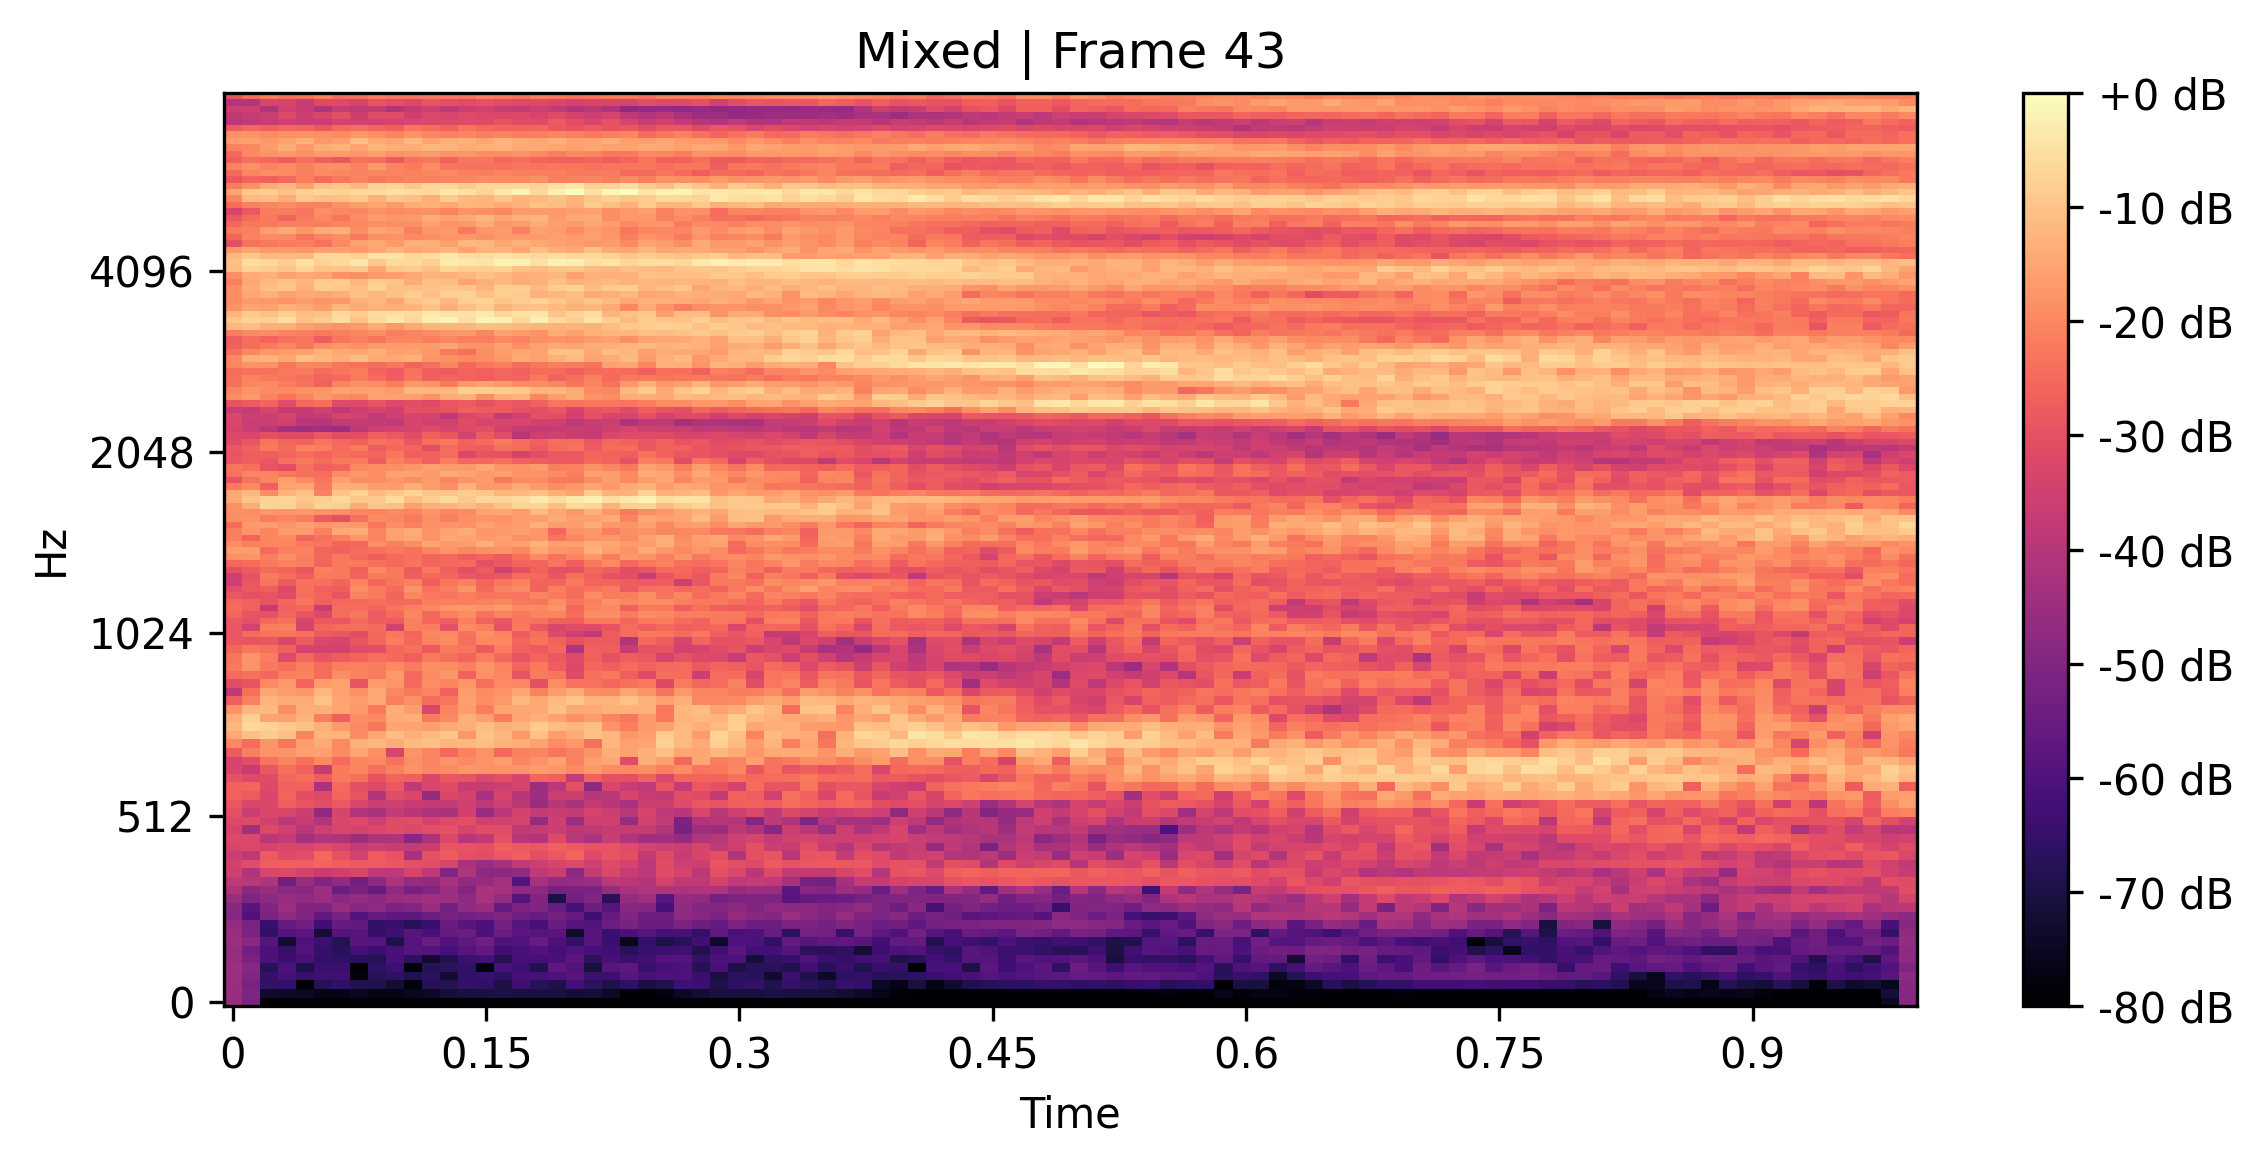 Mixed | Frame 43
Hz
4096
2048
1024
512
0
0 0.15 0.3 0.45 0.6 0.75 0.9
Time
+0 dB
-10 dB
-20 dB
-30 dB
-40 dB
-50 dB
-60 dB
-70 dB
-80 dB